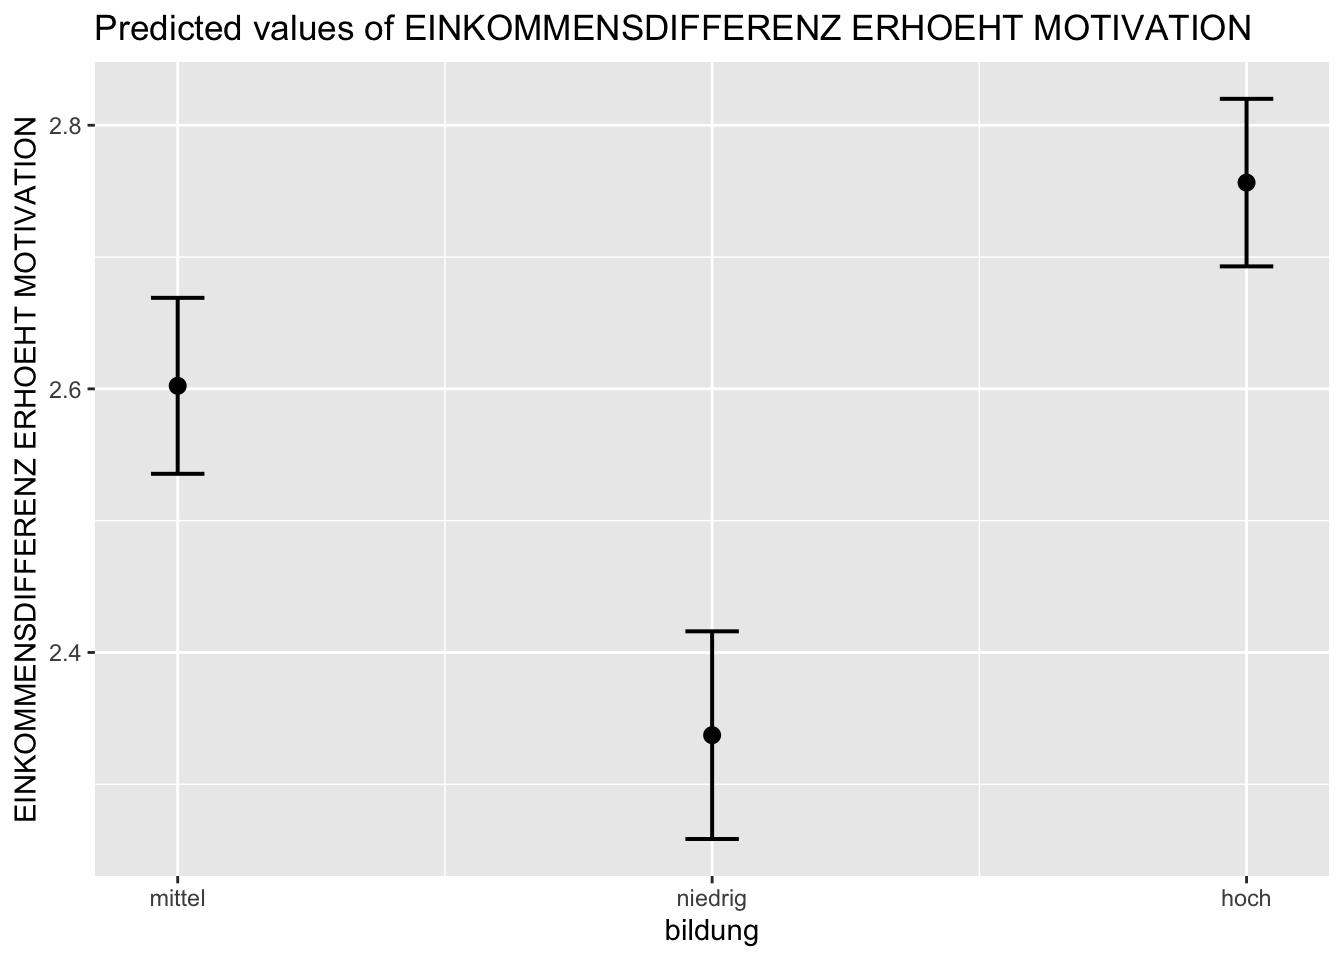 Predicted values of EINKOMMENSDIFFERENZ ERHOEHT MOTIVATION
EINKOMMENSDIFFERENZ ERHOEHT MOTIVATION
2.8
2.6
2.4
mittel niedrig hoch
bildung